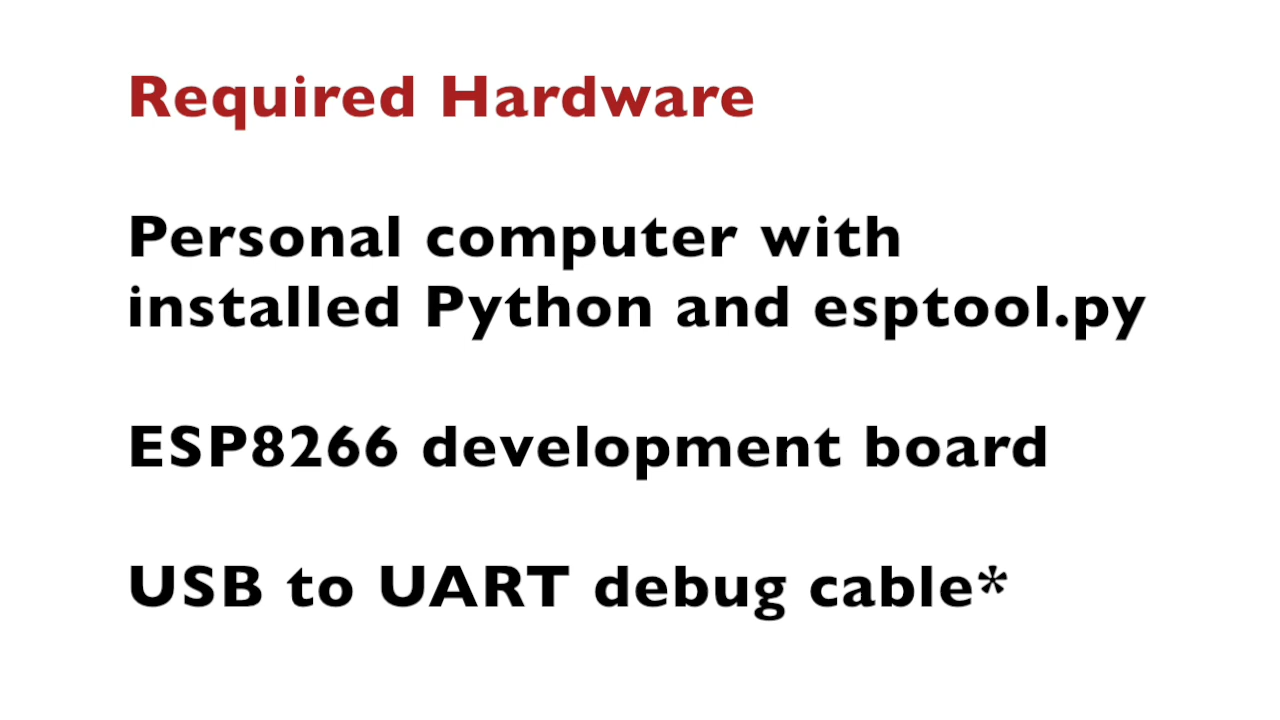 Required Hardware
Personal computer with
installed Python and esptool.py
ESP8266 development board
USB to UART debug cable*